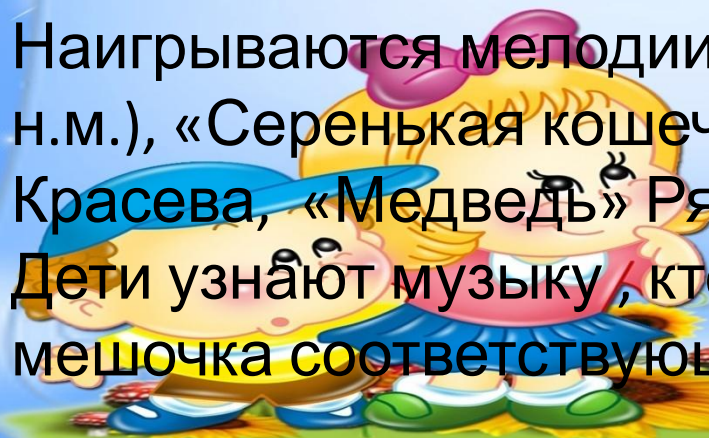 Наигрываются мелодии
н.м.), «Серенькая кошеч
Красева, «Медведь» Ря
Дети узнают музыку , кт
мешочка соответствую